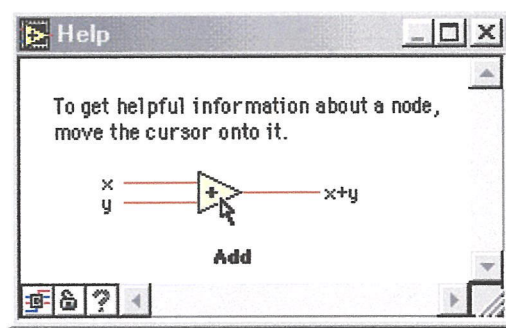 Help
To get helpful information about a node,
move the cursor onto it.
x
y
+
x+y
Add
?